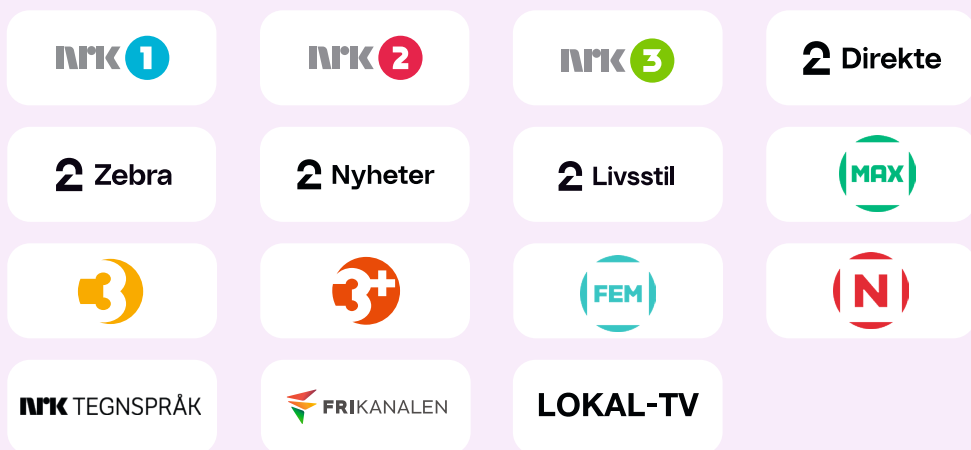 NRK 1
NRK 2
NRK 3
2 Direkte
2 Zebra
2 Nyheter
2 Livsstil
MAX
3
3+
FEM
N
NRK TEGNSPRÅK
FRIKANALEN
LOKAL-TV